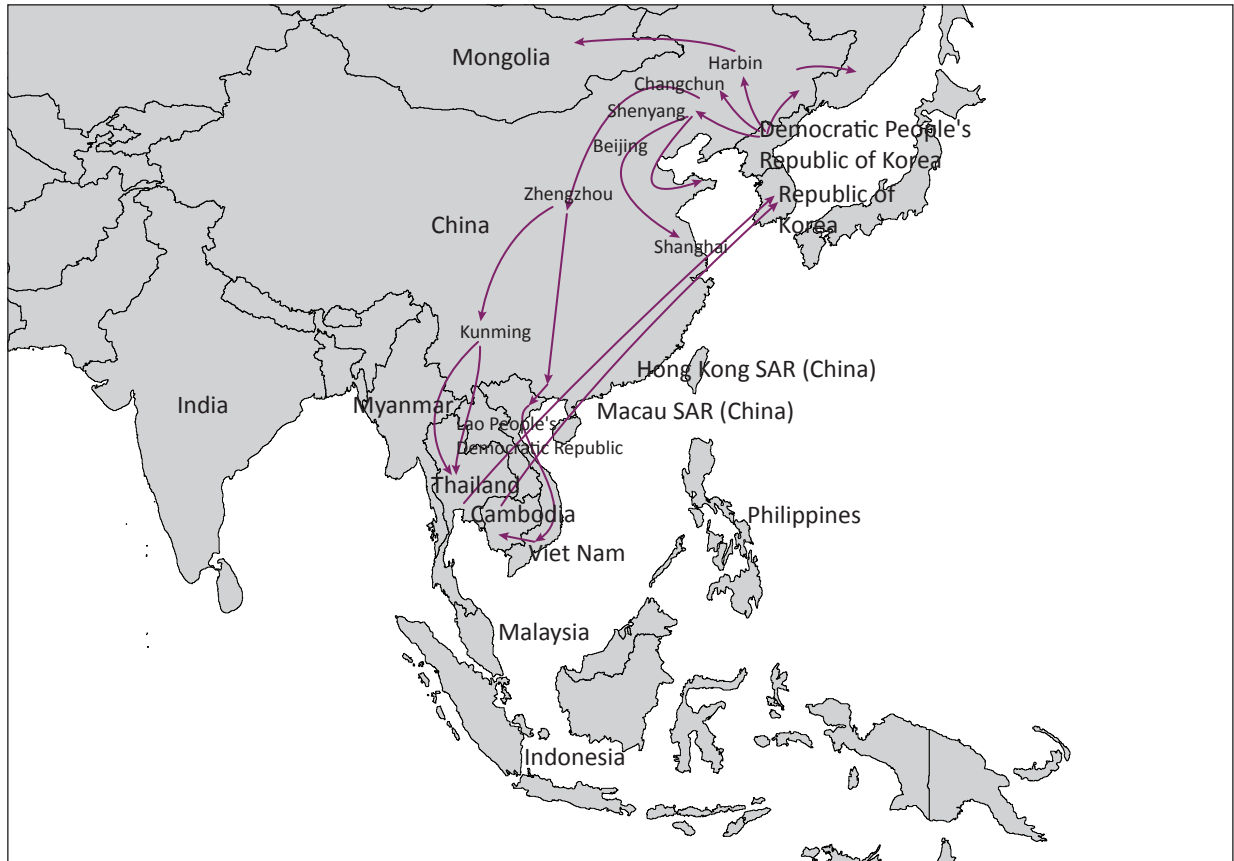 Mongolia
Harbin
Changchun
Shenyang
Democratic People's
Republic of Korea
Beijing
Zhengzhou
Republic of
Korea
China
Shanghai
Kunming
Hong Kong SAR (China)
India
Myanmar
Macau SAR (China)
Lao People's
Democratic Republic
Thailand
Cambodia
Philippines
Viet Nam
Malaysia
Indonesia